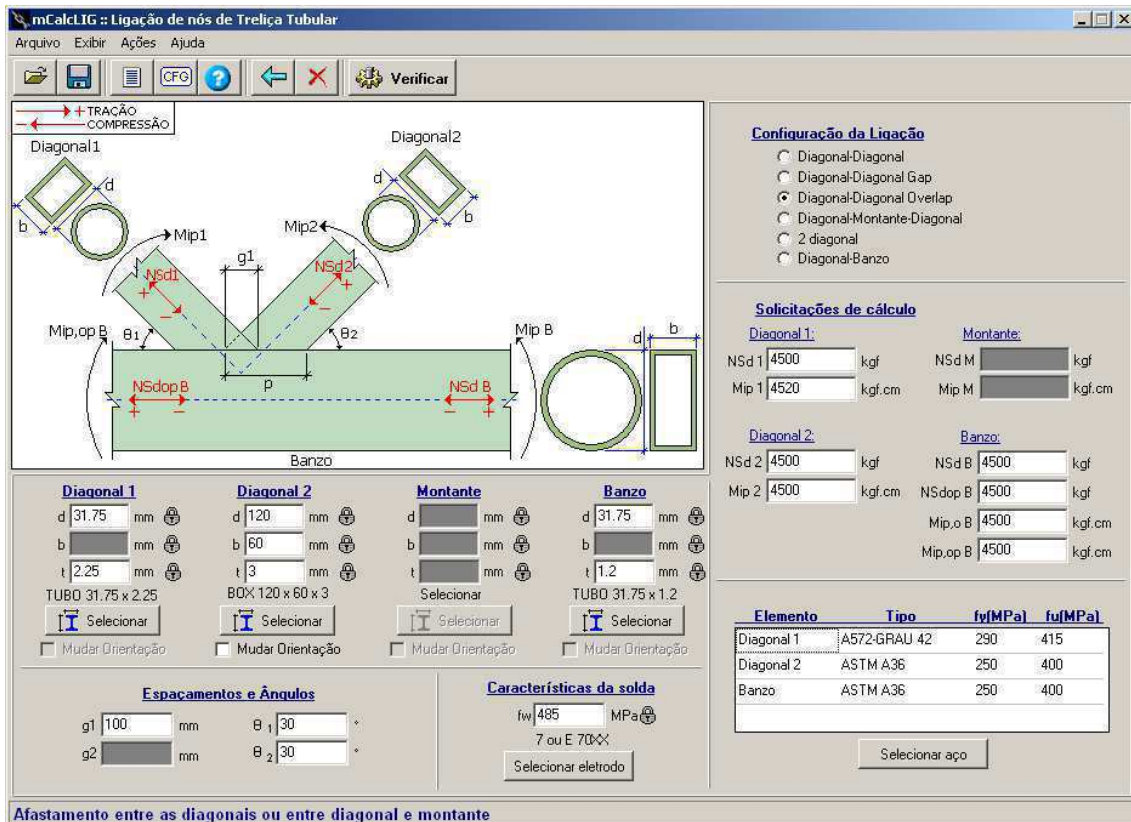 mCalcLIG :: Ligação de nós de Treliça Tubular
Arquivo Exibir Ações Ajuda
CFG ? Verificar
+ TRAÇÃO
- COMPRESSÃO
Diagonal1
Diagonal2
d
b
d
b
Mip1
Mip2
g1
NSd1
+
-
NSd2
+
-
Mip,op B
θ1
θ2
Mip B
d
b
p
NSdop B
+ -
NSd B
- +
Banzo
Configuração da Ligação
Diagonal-Diagonal
Diagonal-Diagonal Gap
Diagonal-Diagonal Overlap
Diagonal-Montante-Diagonal
2 diagonal
Diagonal-Banzo
Solicitações de cálculo
Diagonal 1: Montante:
NSd 1 4500 kgf NSd M kgf
Mip 1 4520 kgf.cm Mip M kgf.cm
Diagonal 2: Banzo:
NSd 2 4500 kgf NSd B 4500 kgf
Mip 2 4500 kgf.cm NSdop B 4500 kgf
Mip,o B 4500 kgf.cm
Mip,op B 4500 kgf.cm
Diagonal 1 Diagonal 2 Montante Banzo
d 31.75 mm d 120 mm d mm d 31.75 mm
b mm b 60 mm b mm b mm
t 2.25 mm t 3 mm t mm t 1.2 mm
TUBO 31.75 x 2.25 BOX 120 x 60 x 3 Selecionar TUBO 31.75 x 1.2
Selecionar Selecionar Selecionar Selecionar
Mudar Orientação Mudar Orientação Mudar Orientação Mudar Orientação
Elemento Tipo fy(MPa) fu(MPa)
Diagonal 1 A572-GRAU 42 290 415
Diagonal 2 ASTM A36 250 400
Banzo ASTM A36 250 400
Selecionar aço
Espaçamentos e Ângulos
g1 100 mm θ 1 30 °
g2 mm θ 2 30 °
Características da solda
fw 485 MPa
7 ou E 70XX
Selecionar eletrodo
Afastamento entre as diagonais ou entre diagonal e montante